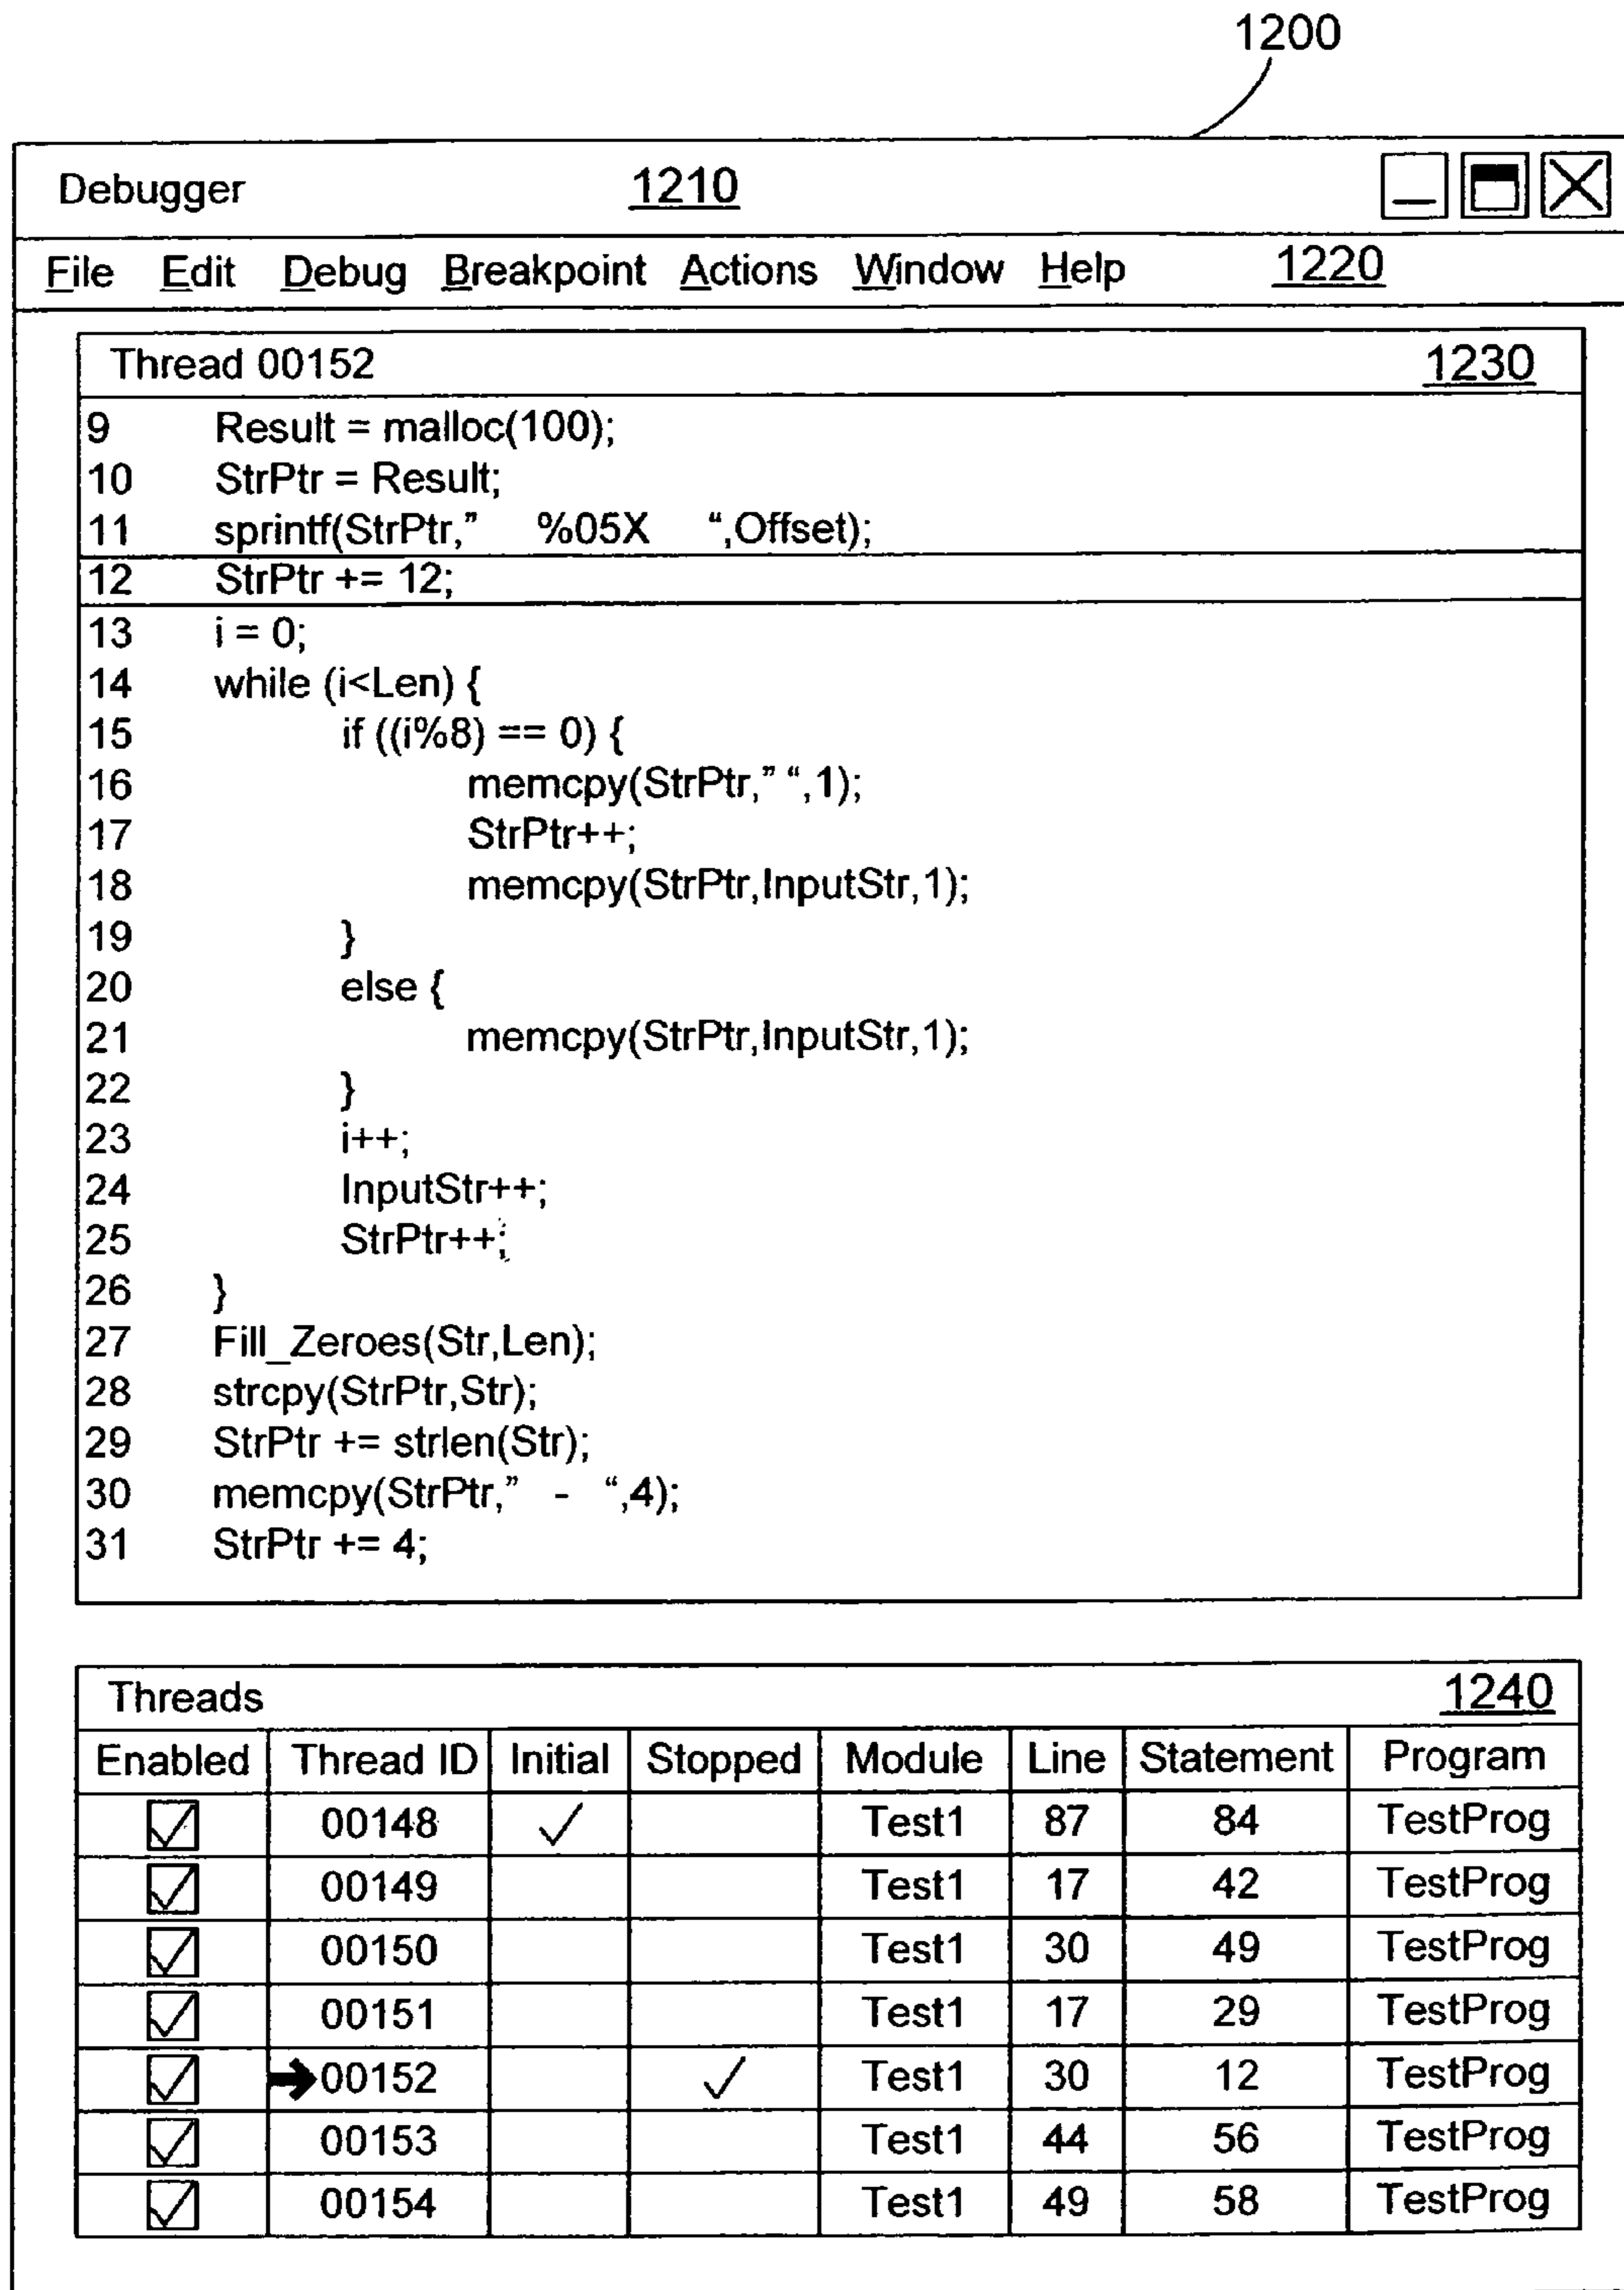 1200
Debugger 1210
File Edit Debug Breakpoint Actions Window Help 1220
Thread 00152 1230
9 Result = malloc(100);
10 StrPtr = Result;
11 sprintf(StrPtr,” %05X “,Offset);
12 StrPtr += 12;
13 i = 0;
14 while (i<Len) {
15 if ((i%8) == 0) {
16 memcpy(StrPtr,” “,1);
17 StrPtr++;
18 memcpy(StrPtr,InputStr,1);
19 }
20 else {
21 memcpy(StrPtr,InputStr,1);
22 }
23 i++;
24 InputStr++;
25 StrPtr++;
26 }
27 Fill_Zeroes(Str,Len);
28 strcpy(StrPtr,Str);
29 StrPtr += strlen(Str);
30 memcpy(StrPtr,” - “,4);
31 StrPtr += 4;
Threads 1240
Enabled Thread ID Initial Stopped Module Line Statement Program
00148 Test1 87 84 TestProg
00149 Test1 17 42 TestProg
00150 Test1 30 49 TestProg
00151 Test1 17 29 TestProg
00152 Test1 30 12 TestProg
00153 Test1 44 56 TestProg
00154 Test1 49 58 TestProg